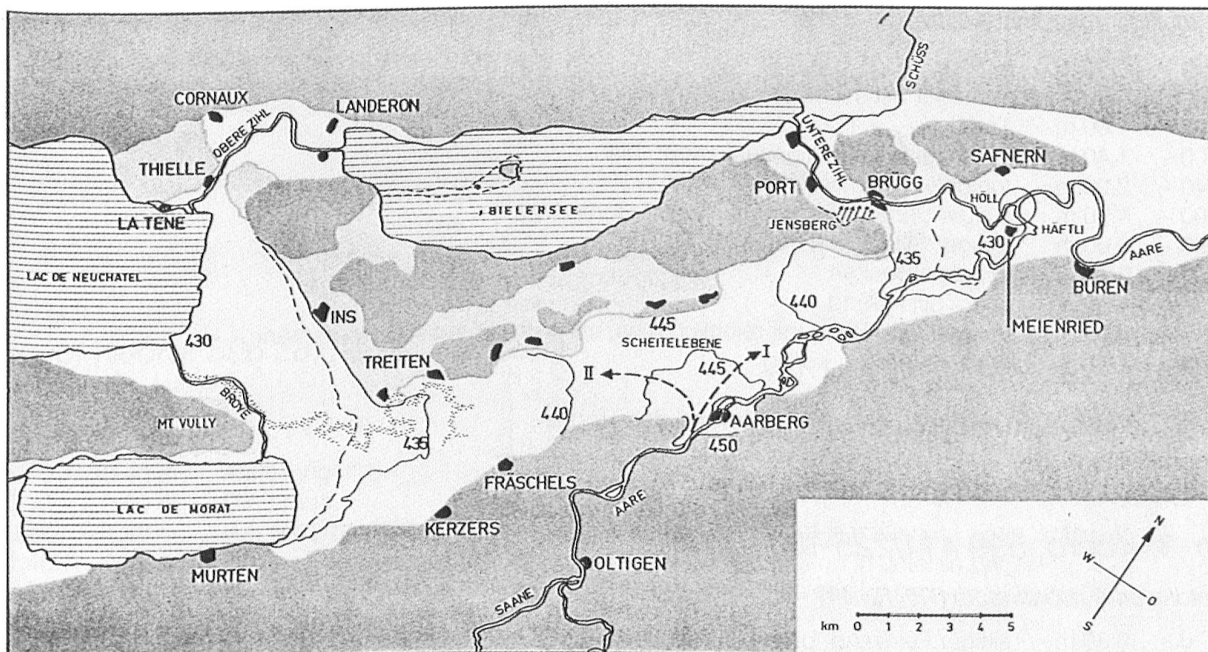 SCHÜSS
CORNAUX
LANDERON
OBERE ZIHL
THIELLE
LA TENE
UNTERE ZIHL
PORT
BRÜGG
SAFNERN
HÖLL
HÄFTLI
430
JENSBERG
BIELERSEE
LAC DE NEUCHATEL
435
AARE
BÜREN
440
MEIENRIED
INS
445
SCHEITELEBENE
430
TREITEN
I
II
445
BROYE
MT VULLY
440
435
AARBERG
450
FRÄSCHELS
AARE
LAC DE MORAT
KERZERS
MURTEN
OLTIGEN
SAANE
N
W
O
S
km 0 1 2 3 4 5